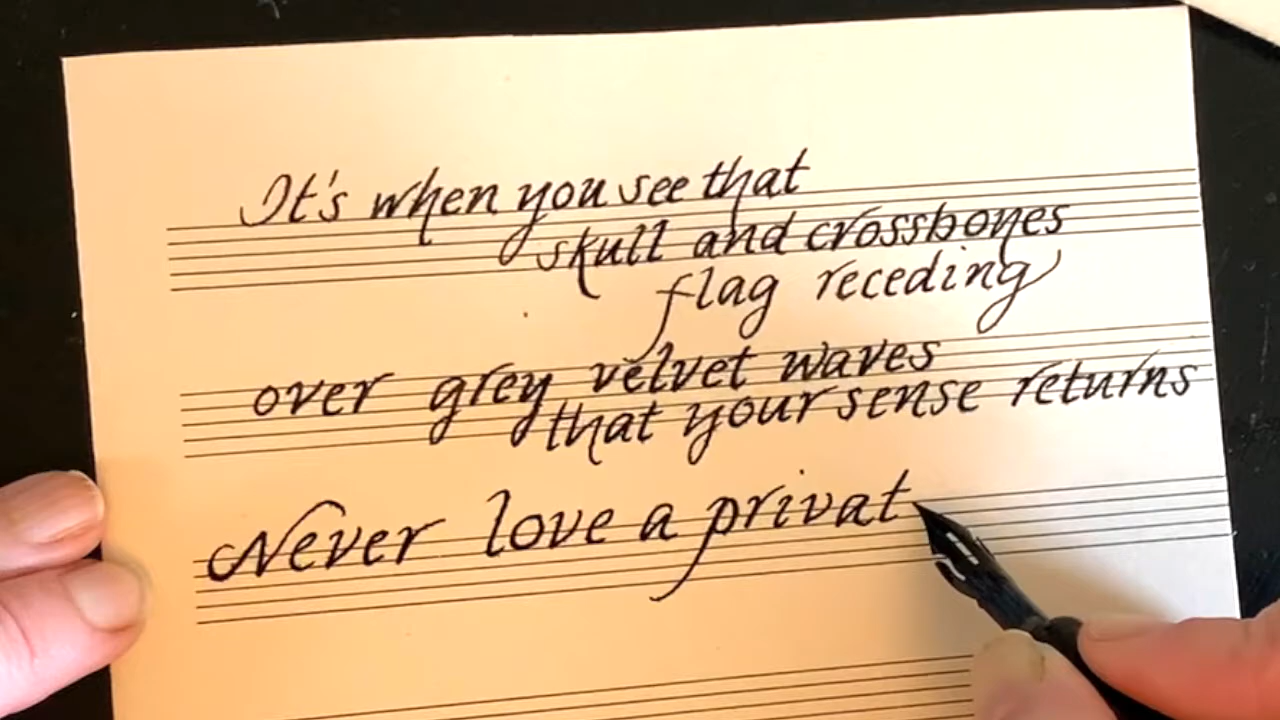 It's when you see that
skull and crossbones
flag receding
over grey velvet waves
that your sense returns
Never love a privat